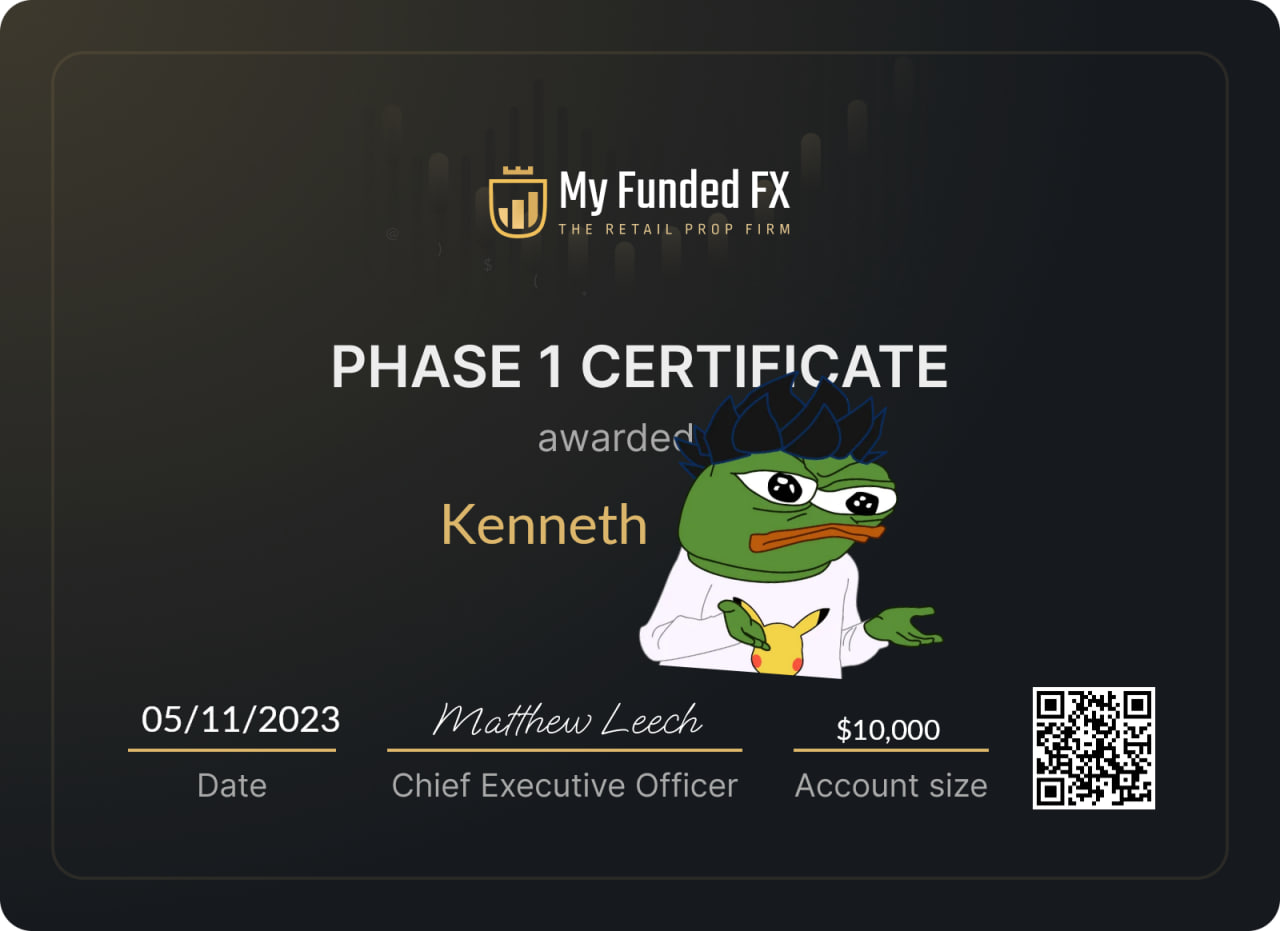 My Funded FX
THE RETAIL PROP FIRM
@
)
$
(
+
PHASE 1 CERTIFICATE
awarded
Kenneth
05/11/2023 Matthew Leech $10,000
Date Chief Executive Officer Account size